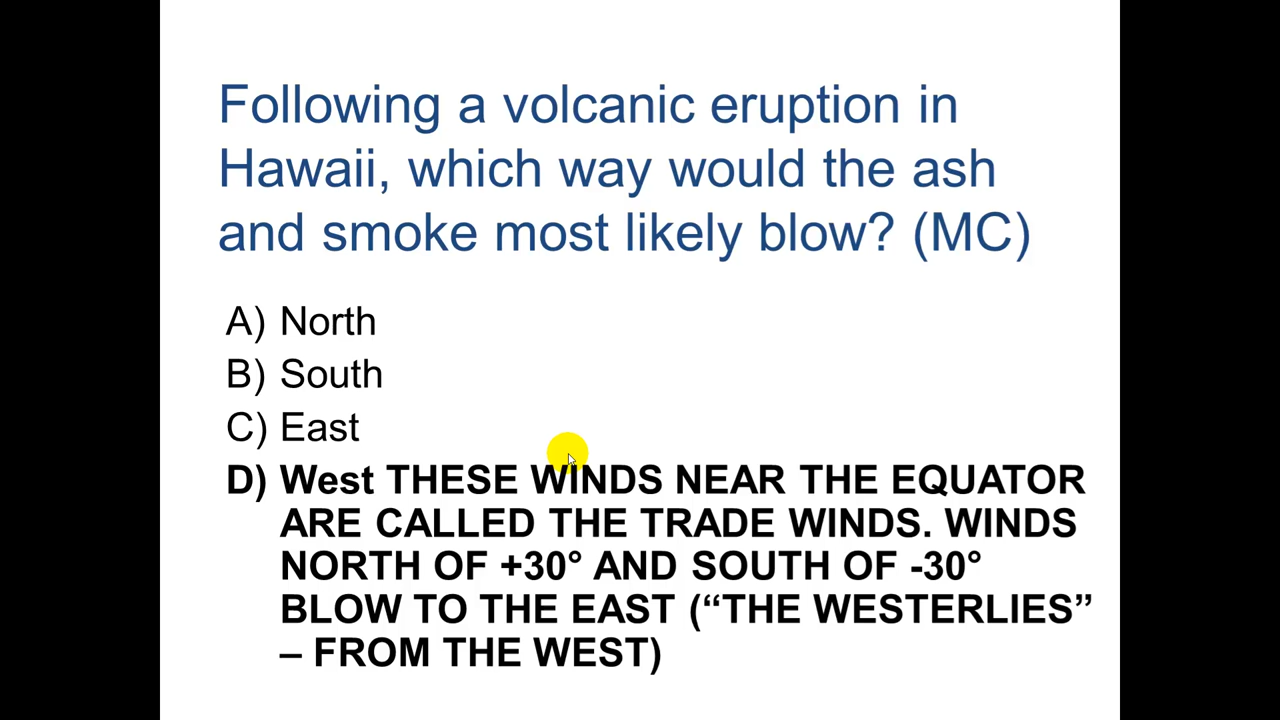 Following a volcanic eruption in
Hawaii, which way would the ash
and smoke most likely blow? (MC)
A) North
B) South
C) East
D) West THESE WINDS NEAR THE EQUATOR
ARE CALLED THE TRADE WINDS. WINDS
NORTH OF +30° AND SOUTH OF -30°
BLOW TO THE EAST (“THE WESTERLIES”
– FROM THE WEST)